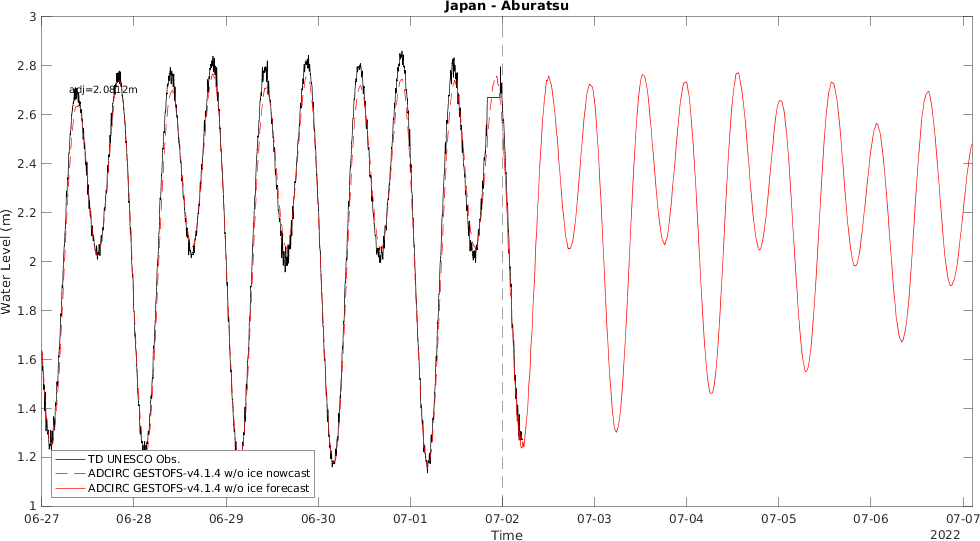 Japan - Aburatsu
3
2.8
2.6
2.4
2.2
2
1.8
1.6
1.4
1.2
1
Water Level (m)
adj=2.0812m
TD UNESCO Obs.
ADCIRC GESTOFS-v4.1.4 w/o ice nowcast
ADCIRC GESTOFS-v4.1.4 w/o ice forecast
06-27 06-28 06-29 06-30 07-01 07-02 07-03 07-04 07-05 07-06 07-07
Time
2022